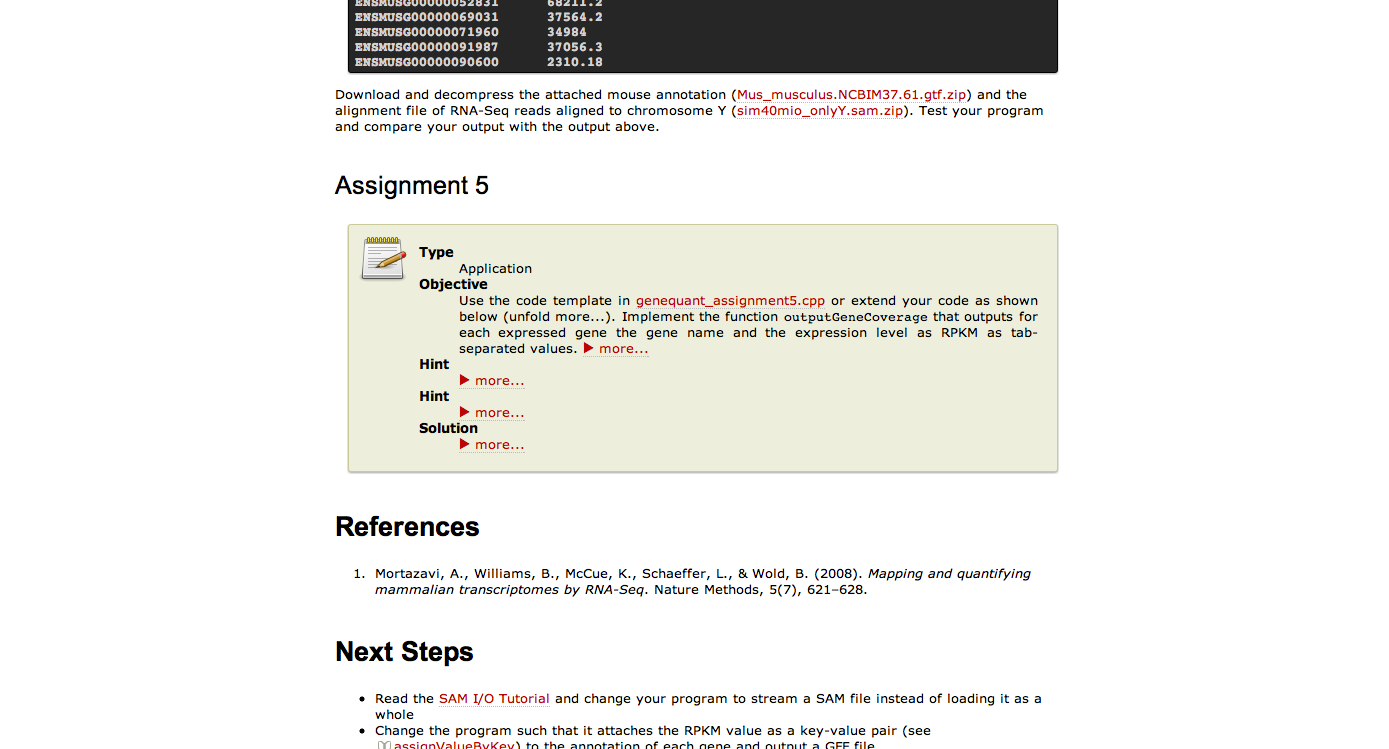 ENSMUSG00000052831 68211.2
ENSMUSG00000069031 37564.2
ENSMUSG00000071960 34984
ENSMUSG00000091987 37056.3
ENSMUSG00000090600 2310.18
Download and decompress the attached mouse annotation (Mus_musculus.NCBIM37.61.gtf.zip) and the
alignment file of RNA-Seq reads aligned to chromosome Y (sim40mio_onlyY.sam.zip). Test your program
and compare your output with the output above.
Assignment 5
Type
Application
Objective
Use the code template in genequant_assignment5.cpp or extend your code as shown
below (unfold more...). Implement the function outputGeneCoverage that outputs for
each expressed gene the gene name and the expression level as RPKM as tab-
separated values. ▶ more...
Hint
▶ more...
Hint
▶ more...
Solution
▶ more...
References
1. Mortazavi, A., Williams, B., McCue, K., Schaeffer, L., & Wold, B. (2008). Mapping and quantifying
mammalian transcriptomes by RNA-Seq. Nature Methods, 5(7), 621–628.
Next Steps
• Read the SAM I/O Tutorial and change your program to stream a SAM file instead of loading it as a
whole
• Change the program such that it attaches the RPKM value as a key-value pair (see
assignValueByKey) to the annotation of each gene and output a GFF file